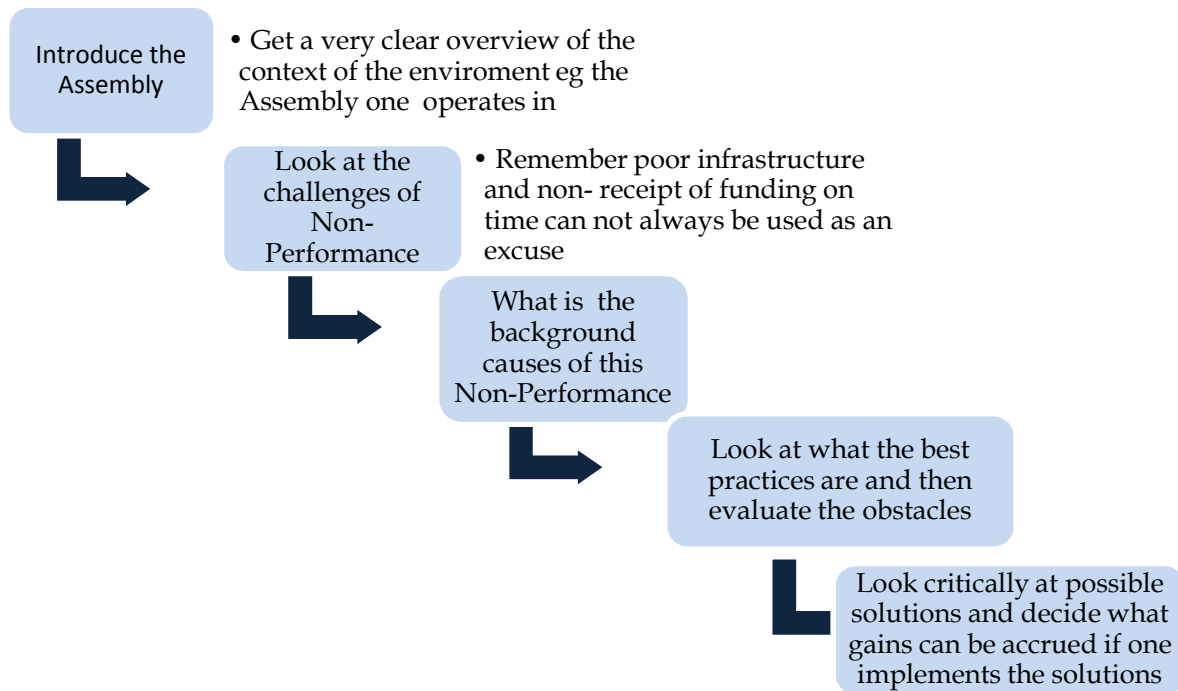 Introduce the
Assembly
• Get a very clear overview of the
context of the enviroment eg the
Assembly one operates in
Look at the
challenges of
Non-
Performance
• Remember poor infrastructure
and non- receipt of funding on
time can not always be used as an
excuse
What is the
background
causes of this
Non-Performance
Look at what the best
practices are and then
evaluate the obstacles
Look critically at possible
solutions and decide what
gains can be accrued if one
implements the solutions